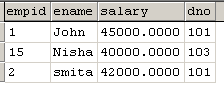 empid ename salary dno
1 John 45000.0000 101
15 Nisha 40000.0000 103
2 smita 42000.0000 101